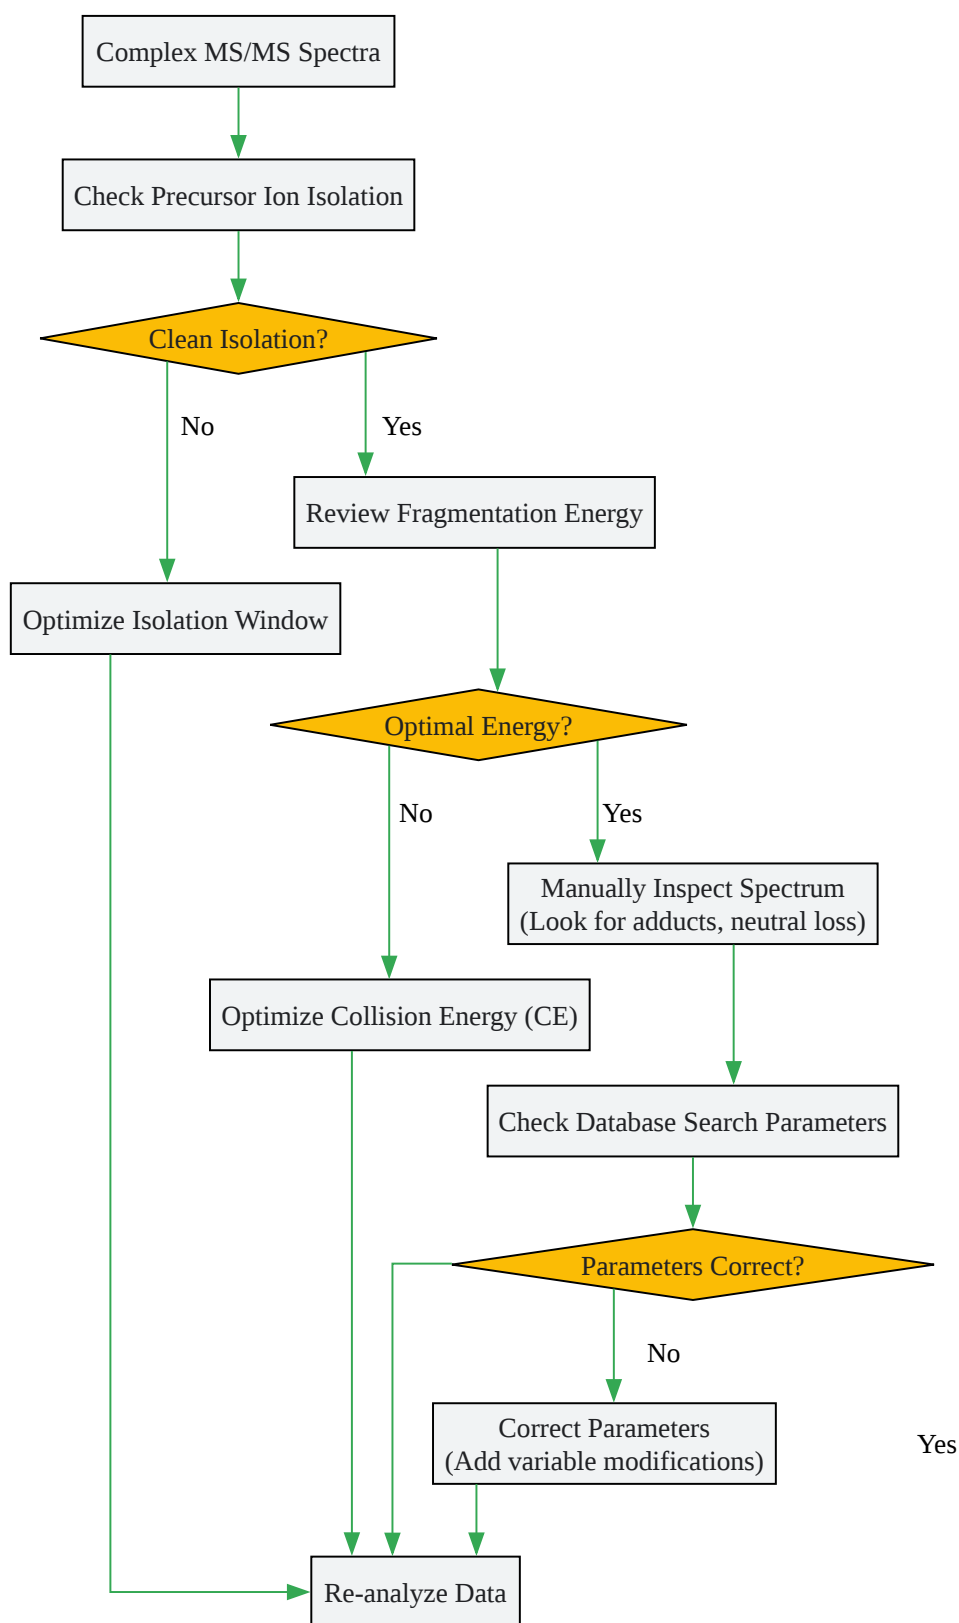 Complex MS/MS Spectra
Check Precursor Ion Isolation
Clean Isolation?
No
Yes
Review Fragmentation Energy
Optimize Isolation Window
Optimal Energy?
No
Yes
Manually Inspect Spectrum
(Look for adducts, neutral loss)
Optimize Collision Energy (CE)
Check Database Search Parameters
Parameters Correct?
No
Correct Parameters
(Add variable modifications)
Yes
Re-analyze Data